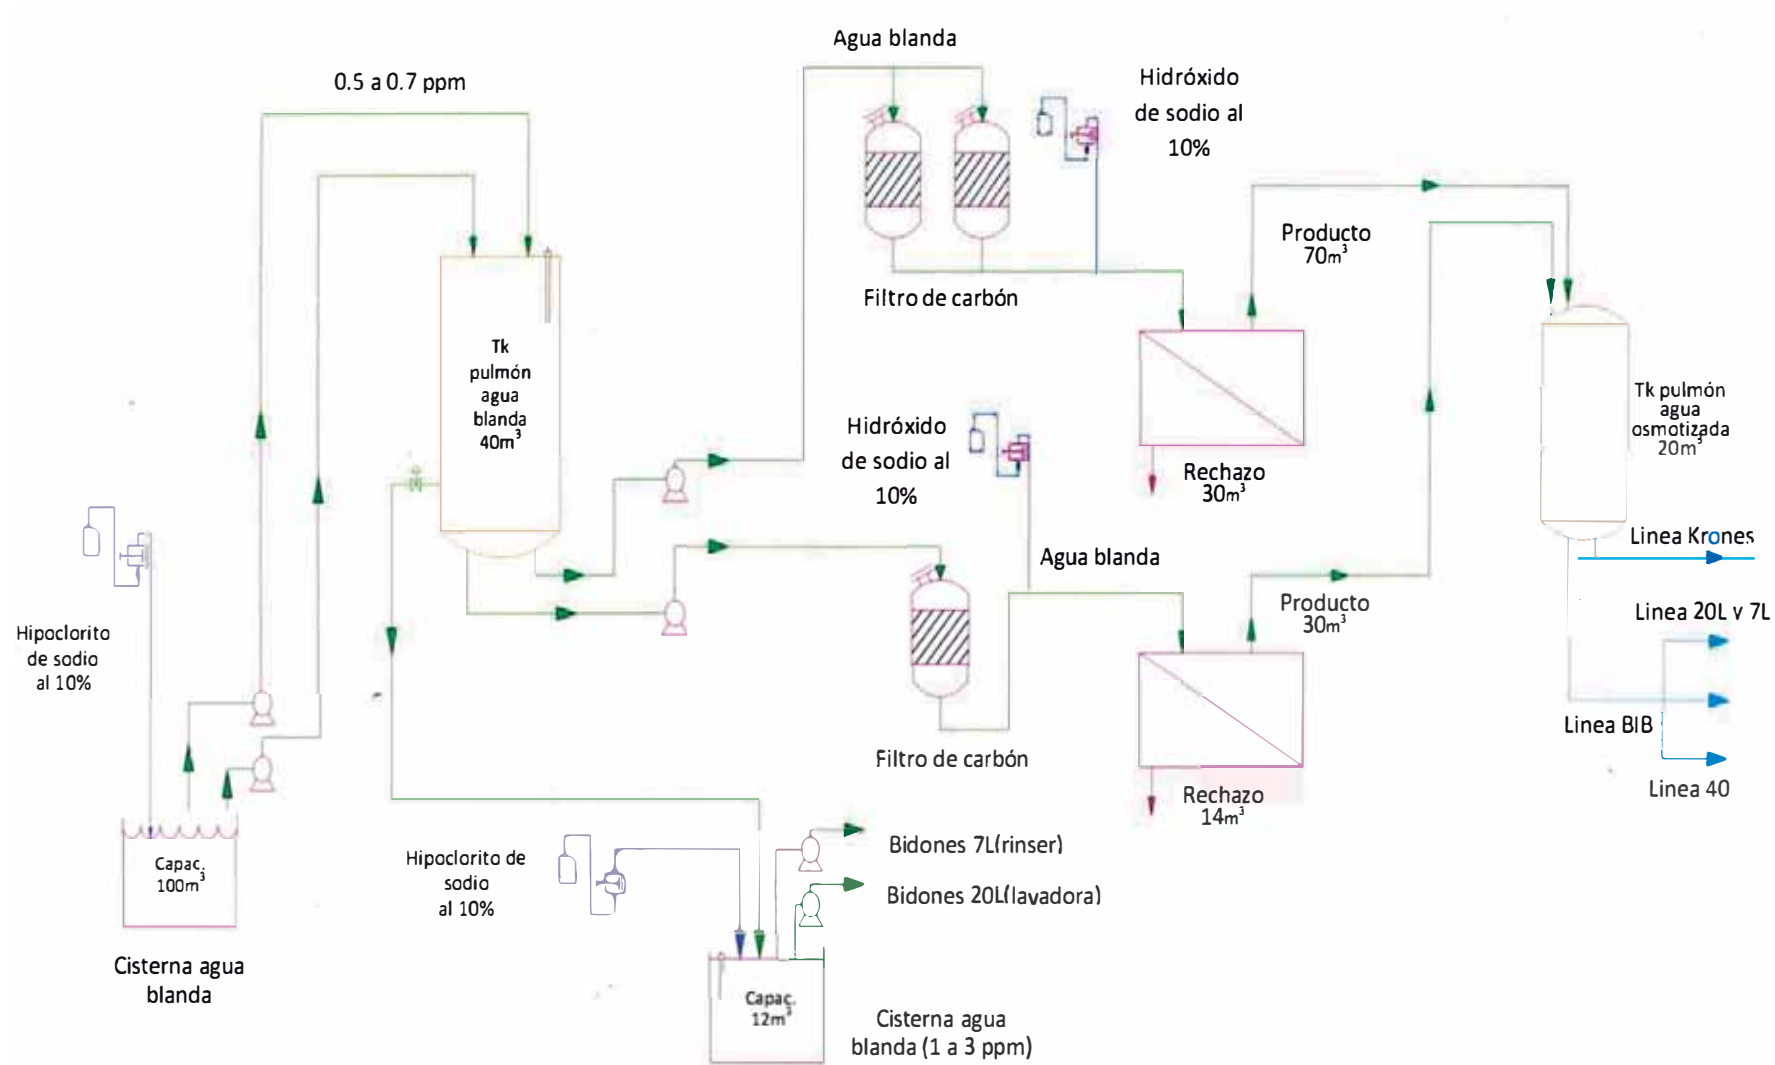 Agua blanda
0.5 a 0.7 ppm
Hidróxido
de sodio al
10%
Filtro de carbón
Producto
70m³
Tk
pulmón
agua
blanda
40m³
Hidróxido
de sodio al
10%
Rechazo
30m³
Tk pulmón
agua
osmotizada
20m³
Linea Krones
Agua blanda
Linea 20L v 7L
Producto
30m³
Hipoclorito
de sodio
al 10%
Linea BIB
Filtro de carbón
Linea 40
Rechazo
14m³
Capac.
100m³
Hipoclorito de
sodio
al 10%
Bidones 7L(rinser)
Bidones 20L(lavadora)
Cisterna agua
blanda
Capac.
12m³
Cisterna agua
blanda (1 a 3 ppm)